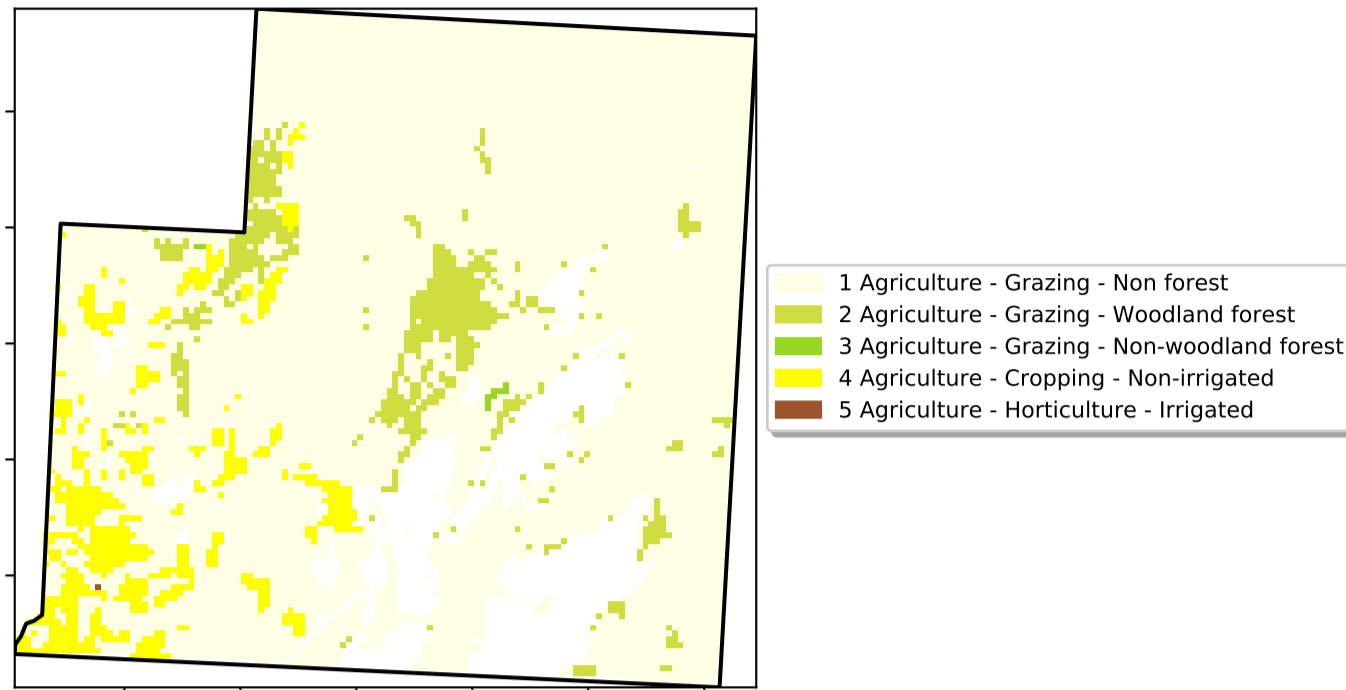 1 Agriculture - Grazing - Non forest
2 Agriculture - Grazing - Woodland forest
3 Agriculture - Grazing - Non-woodland forest
4 Agriculture - Cropping - Non-irrigated
5 Agriculture - Horticulture - Irrigated